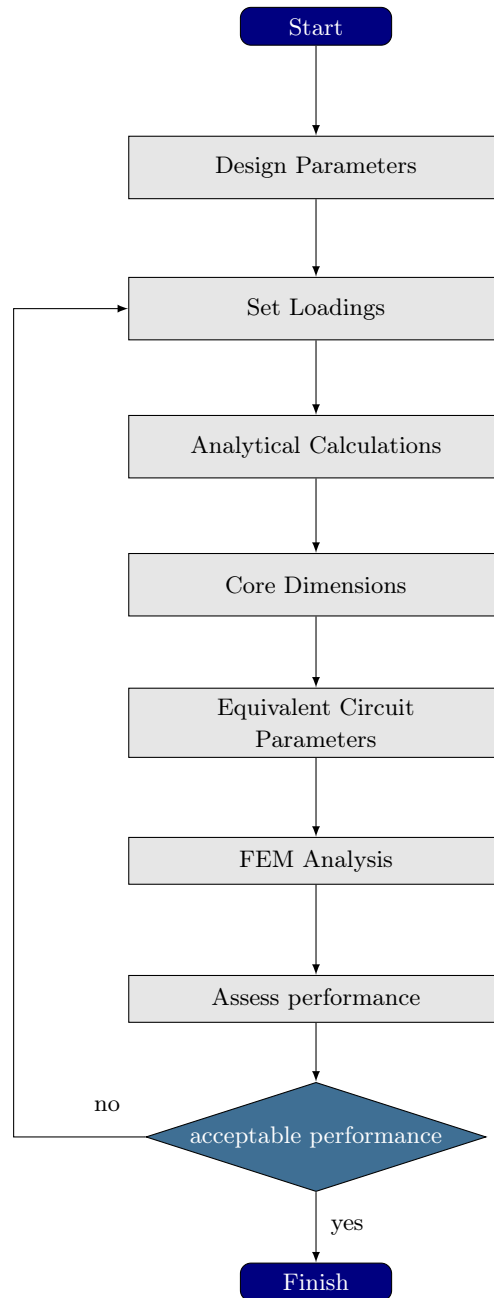 Start
Design Parameters
Set Loadings
Analytical Calculations
Core Dimensions
Equivalent Circuit
Parameters
FEM Analysis
Assess performance
no
acceptable performance
yes
Finish